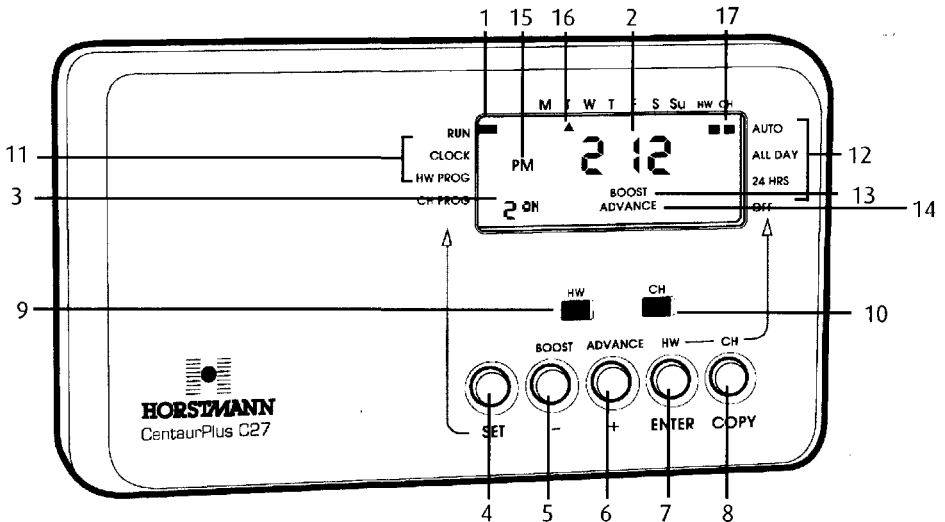 1 15 16 2 17
M T W T F S Su HW CH
RUN AUTO
11 CLOCK PM 2 12 ALL DAY 12
HW PROG 24 HRS
3 BOOST 13
CH PROG 2 ON ADVANCE OFF 14
HW CH
9 10
BOOST ADVANCE HW CH
HORSTMANN
CentaurPlus C27
SET - + ENTER COPY
4 5 6 7 8